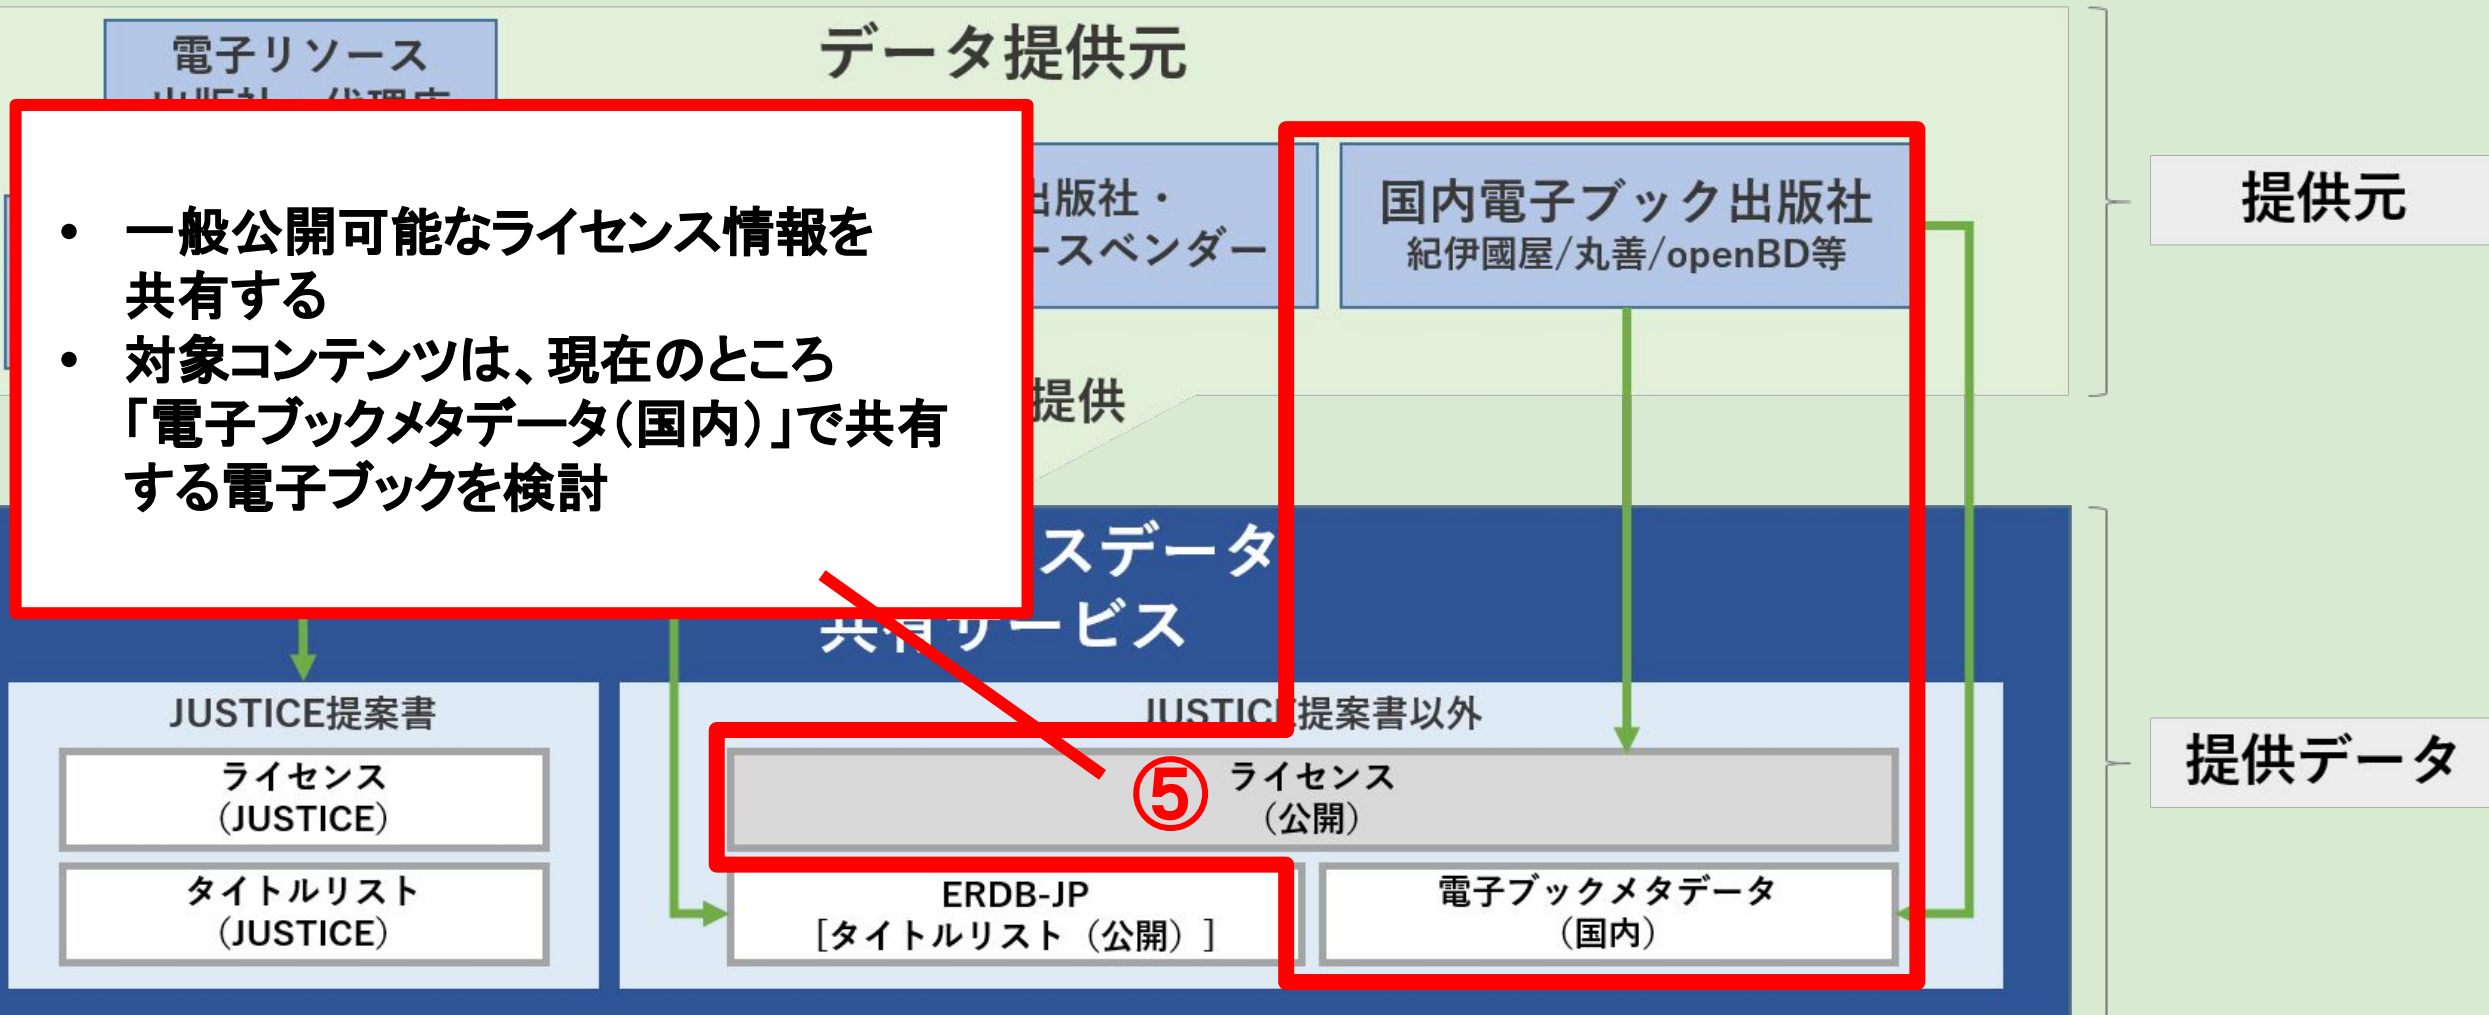 データ提供元
電子リソース
出版社・代理店
出版社・
ースベンダー
国内電子ブック出版社
紀伊國屋/丸善/openBD等
提供元
• 一般公開可能なライセンス情報を
共有する
• 対象コンテンツは、現在のところ
「電子ブックメタデータ（国内）」で共有
する電子ブックを検討
提供
スデータ
共有サービス
JUSTICE提案書
ライセンス
（JUSTICE）
タイトルリスト
（JUSTICE）
JUSTICE提案書以外
⑤
ライセンス
（公開）
ERDB-JP
［タイトルリスト（公開）］
電子ブックメタデータ
（国内）
提供データ